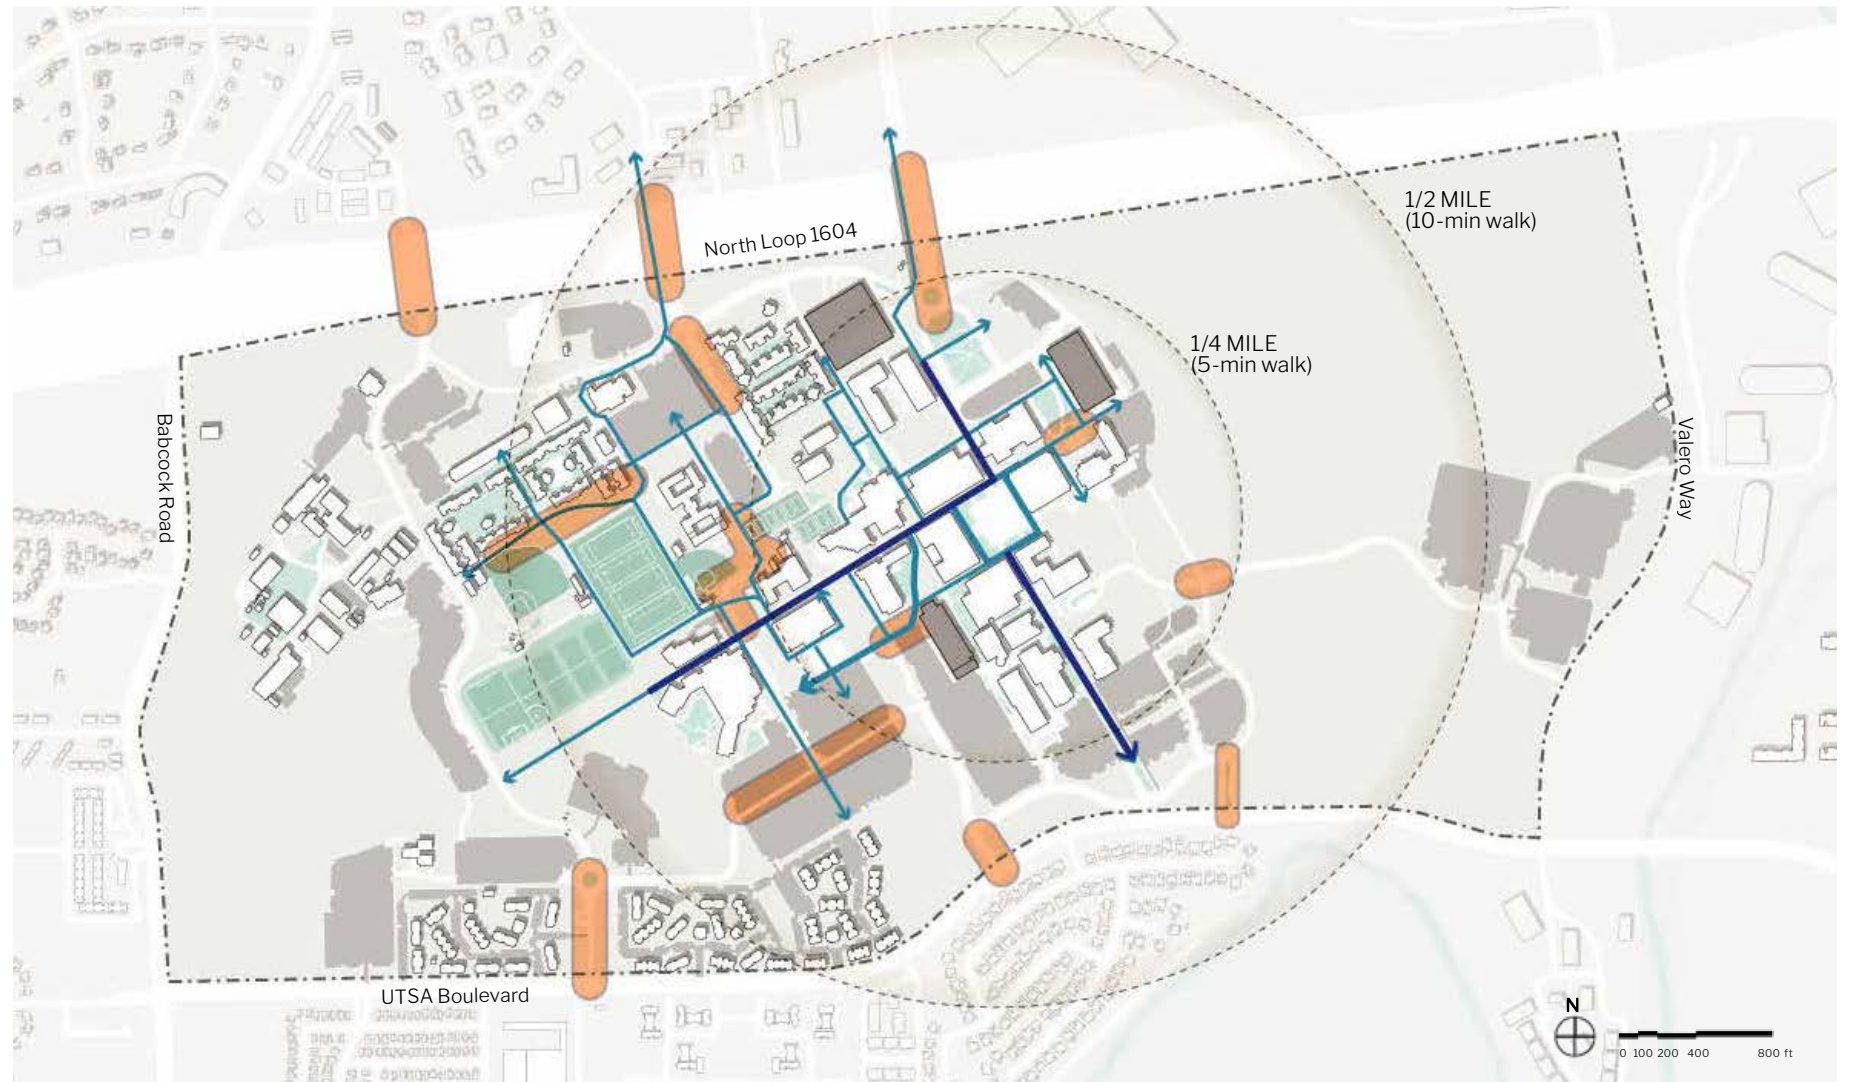 1/2 MILE
(10-min walk)
North Loop 1604
1/4 MILE
(5-min walk)
Babcock Road
Valero Way
UTSA Boulevard
N
0 100 200 400 800 ft